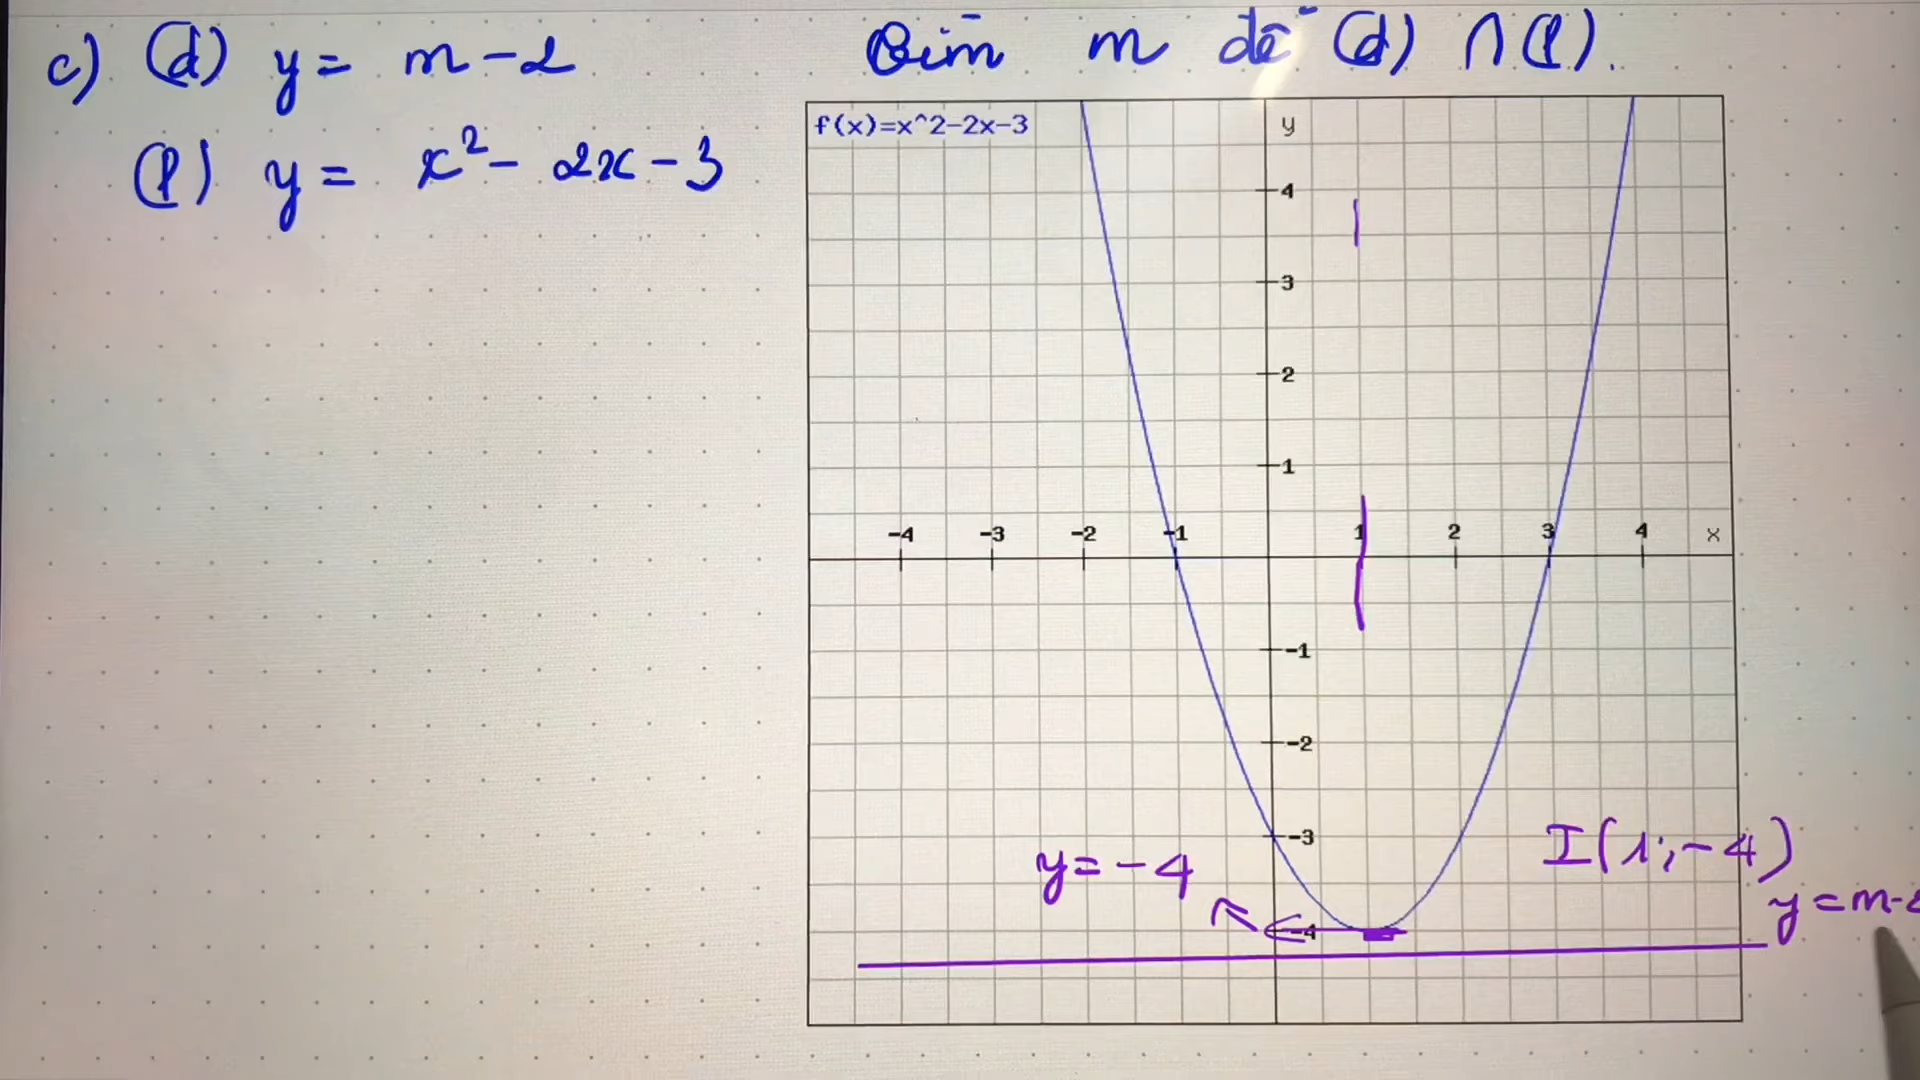 c) (d) y = m - 2
Tìm m để (d) ∩ (P).
(P) y = x² - 2x - 3
f(x)=x^2-2x-3
y
4
3
2
1
-4 -3 -2 -1 1 2 3 4 x
-1
-2
-3
-4
I(1; -4)
y = -4
y = m-2